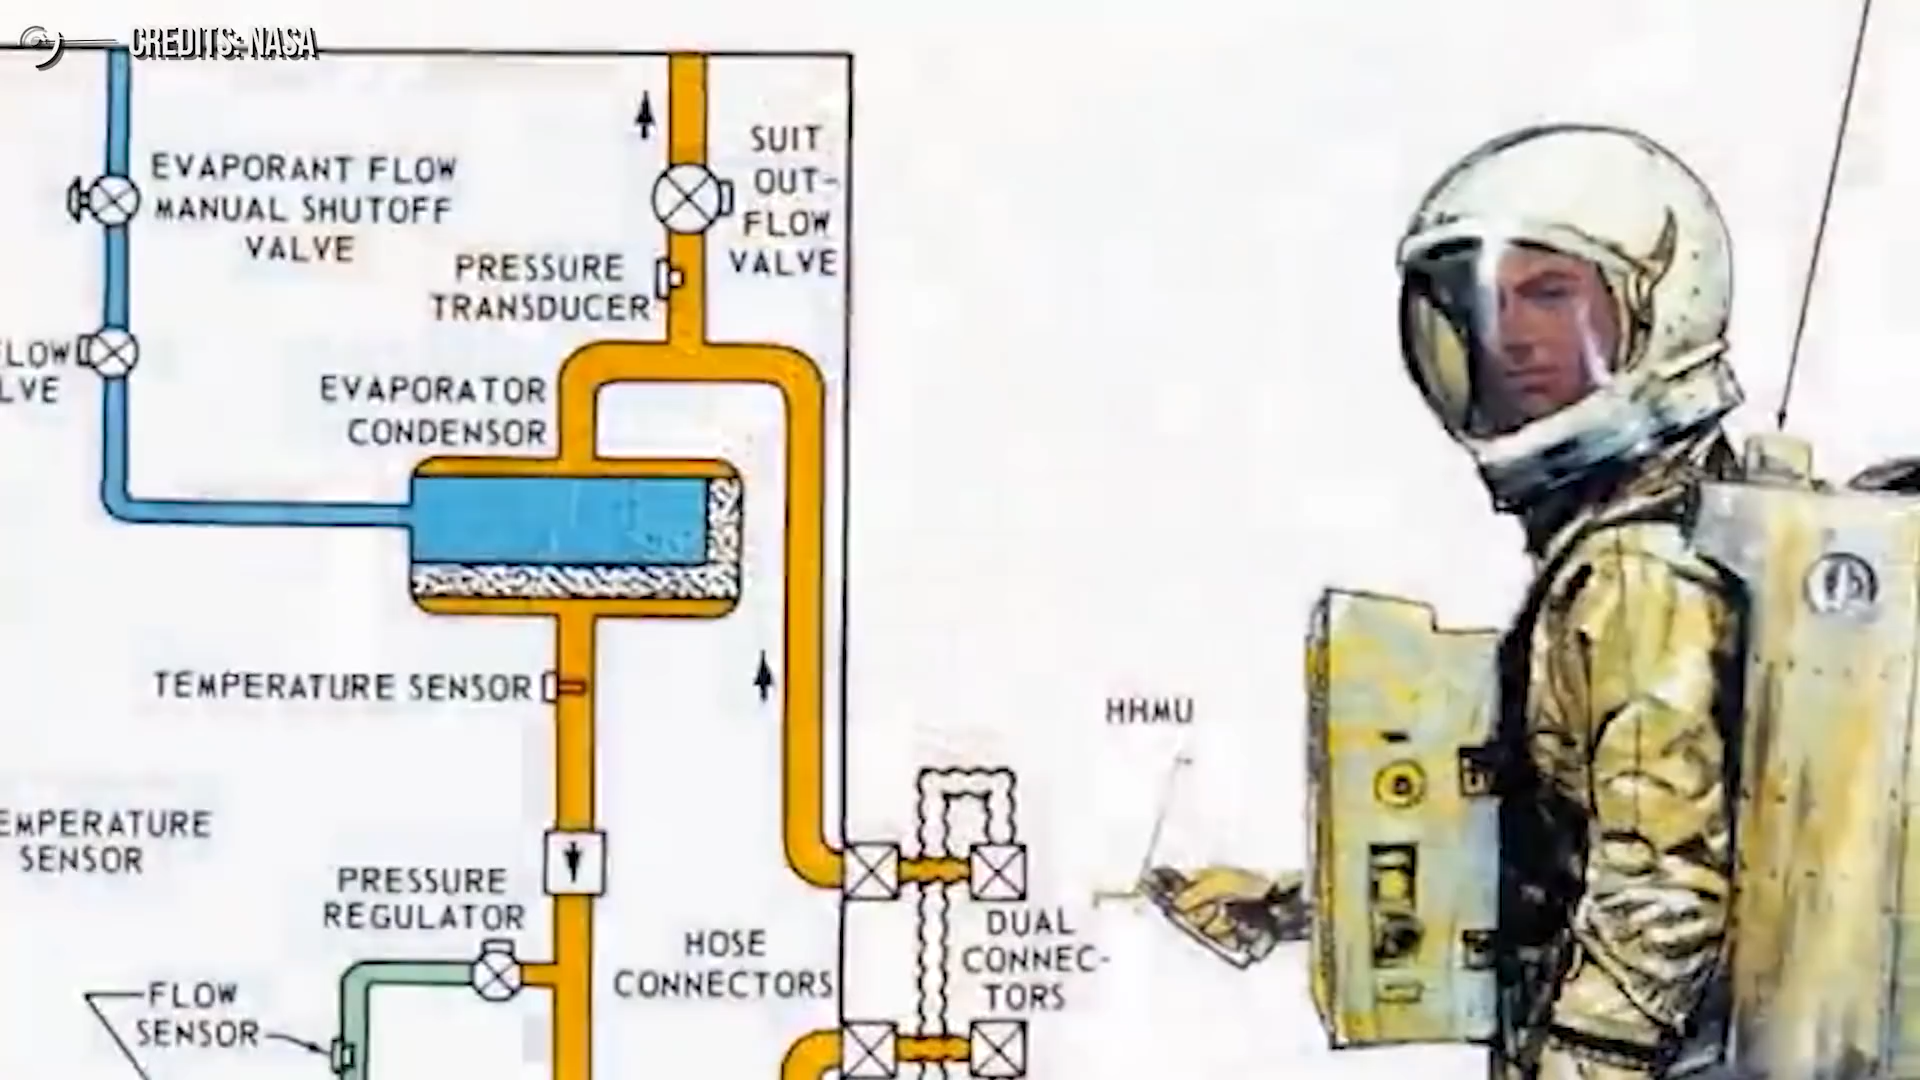 CREDITS: NASA
EVAPORANT FLOW
MANUAL SHUTOFF
VALVE
SUIT
OUT-
FLOW
VALVE
PRESSURE
TRANSDUCER
EVAPORATOR
CONDENSOR
TEMPERATURE SENSOR
HHMU
SENSOR
PRESSURE
REGULATOR
HOSE
CONNECTORS
DUAL
CONNEC-
TORS
FLOW
SENSOR